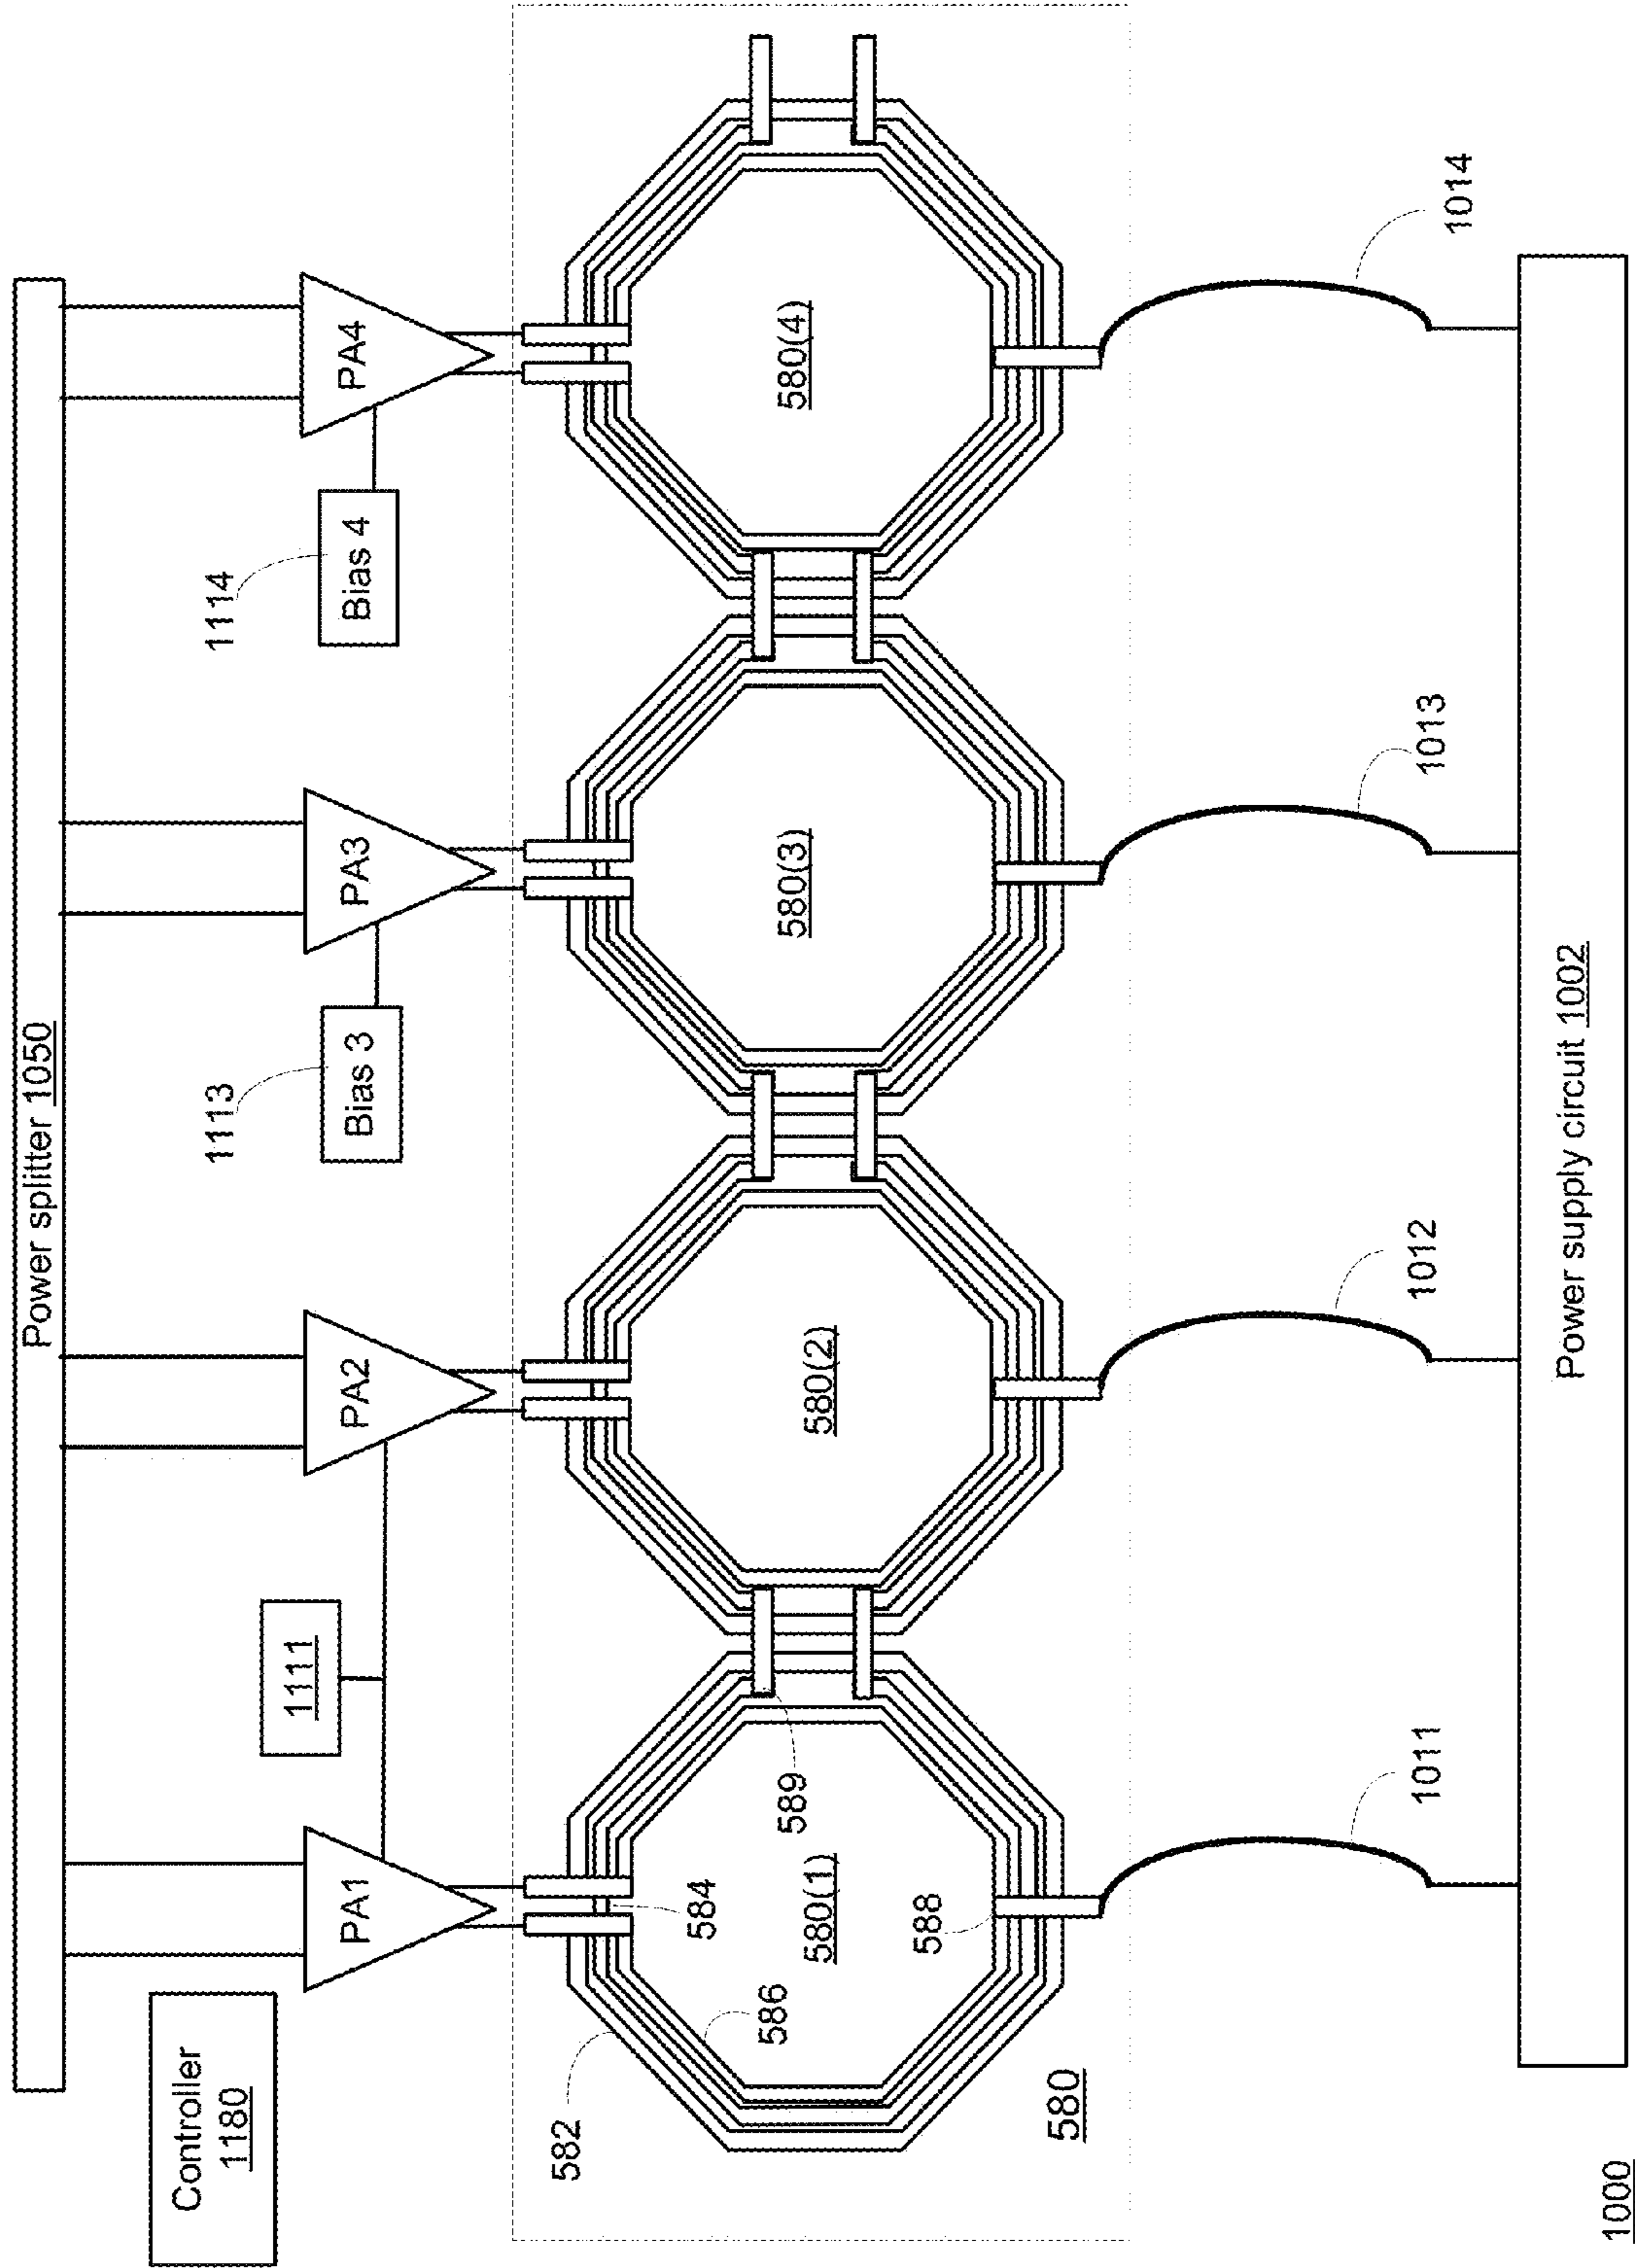 Power splitter 1050
Controller
1180
PA1
PA2
PA3
PA4
1111
1113
Bias 3
1114
Bias 4
582
584
586
580(1)
589
588
580(2)
580(3)
580(4)
580
1011
1012
1013
1014
Power supply circuit 1002
1000